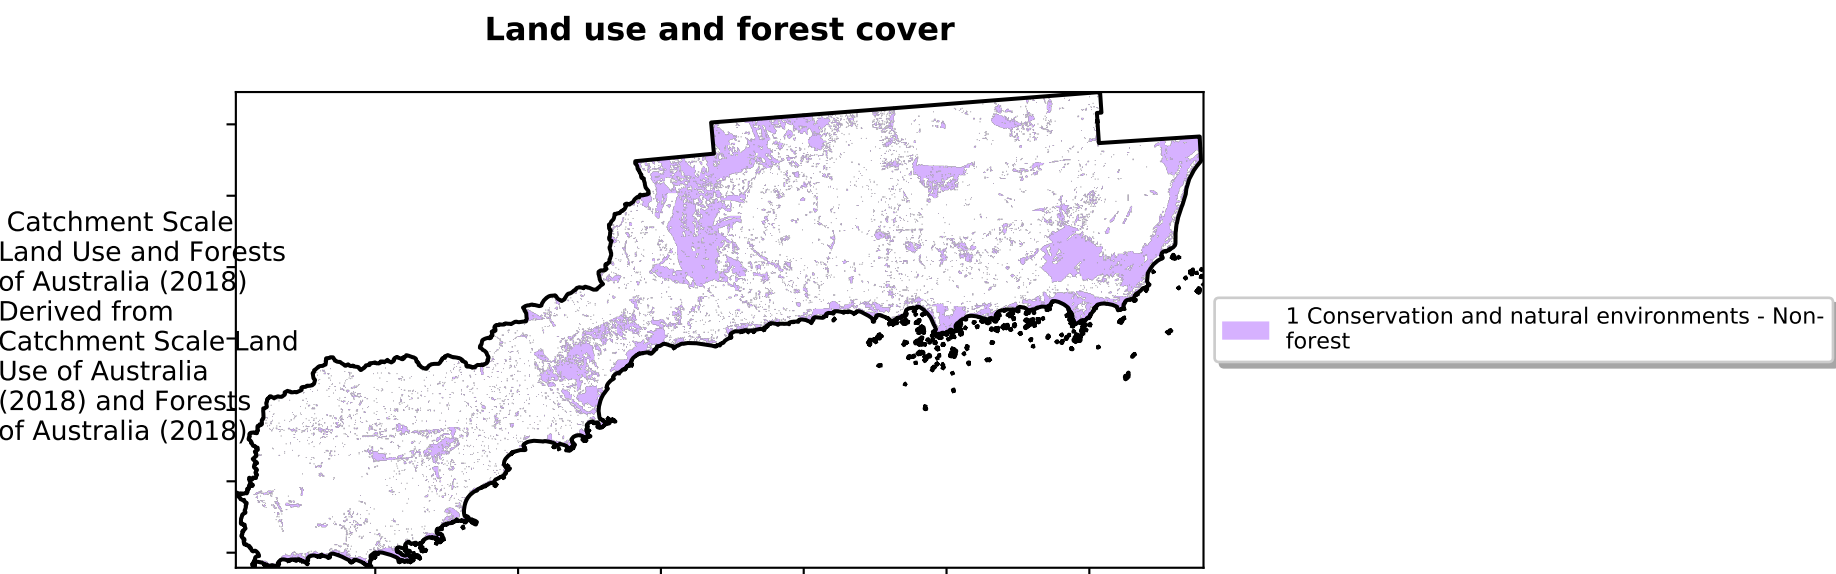 Land use and forest cover
Catchment Scale
Land Use and Forests
of Australia (2018)
Derived from
Catchment Scale Land
Use of Australia
(2018) and Forests
of Australia (2018)
1 Conservation and natural environments - Non-
forest